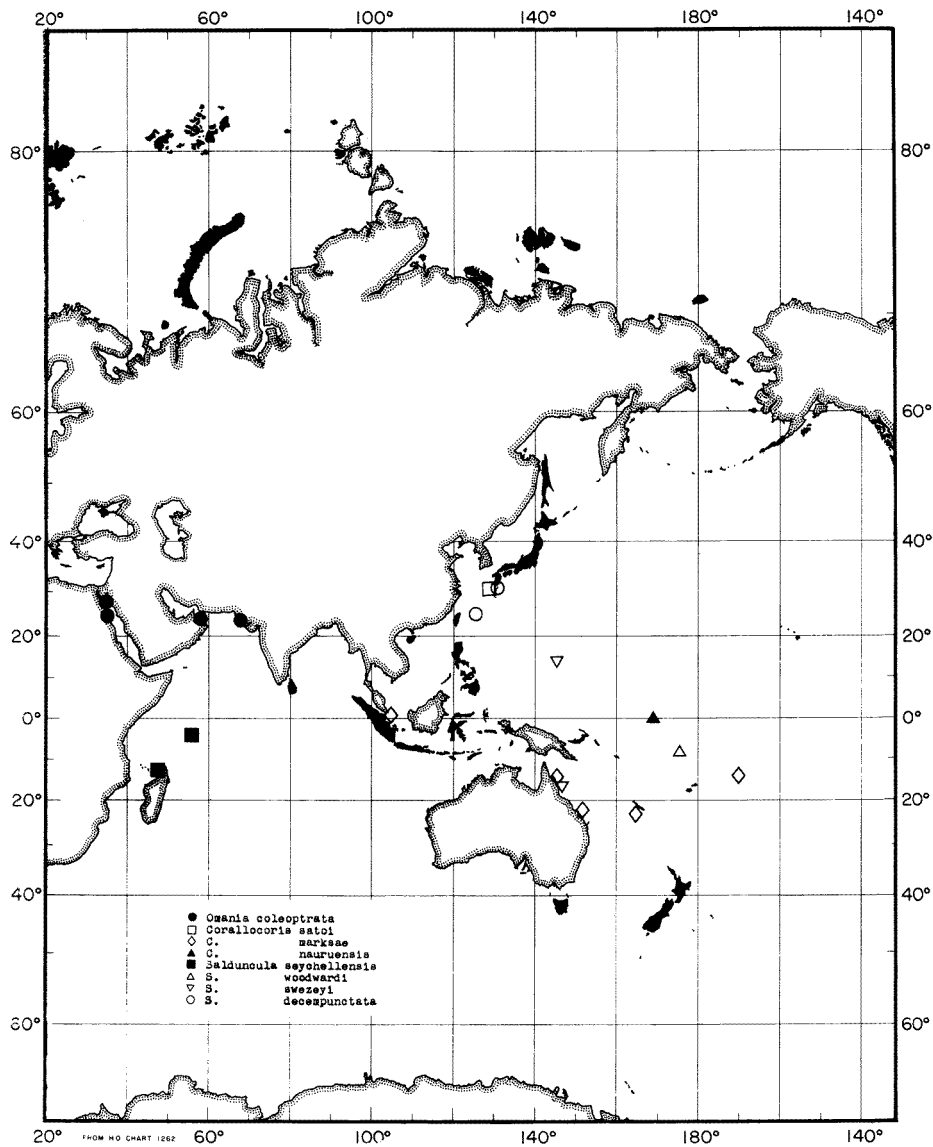 20° 60° 100° 140° 180° 140°
80° 80°
60° 60°
40° 40°
20° 20°
0° 0°
20° 20°
40° 40°
● Omania coleoptrata
□ Corallocoris satoi
◇ C. marksae
▲ C. nauruensis
■ Salduncula seychellensis
△ S. woodwardi
▽ S. swezeyi
○ S. decempunctata
60° 60°
20° 60° 100° 140° 180° 140°
FROM HO CHART 1262